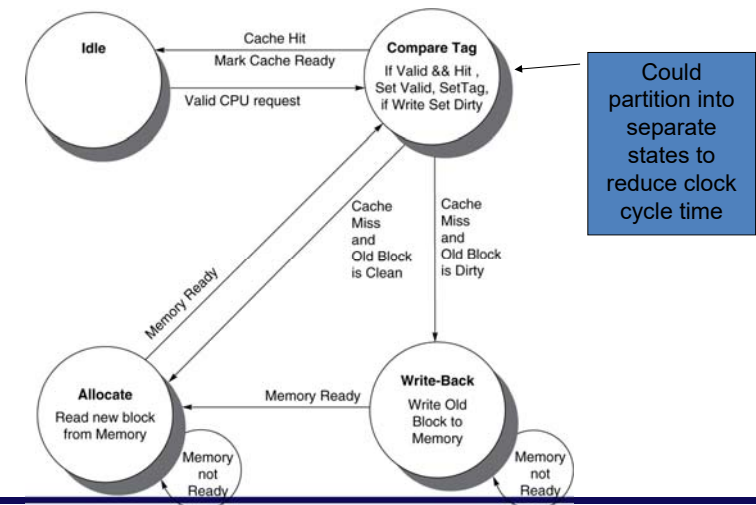 Idle
Cache Hit
Mark Cache Ready
Valid CPU request
Compare Tag
If Valid && Hit ,
Set Valid, SetTag,
if Write Set Dirty
Could
partition into
separate
states to
reduce clock
cycle time
Cache
Miss
and
Old Block
is Clean
Cache
Miss
and
Old Block
is Dirty
Memory Ready
Allocate
Read new block
from Memory
Memory Ready
Write-Back
Write Old
Block to
Memory
Memory
not
Ready
Memory
not
Ready